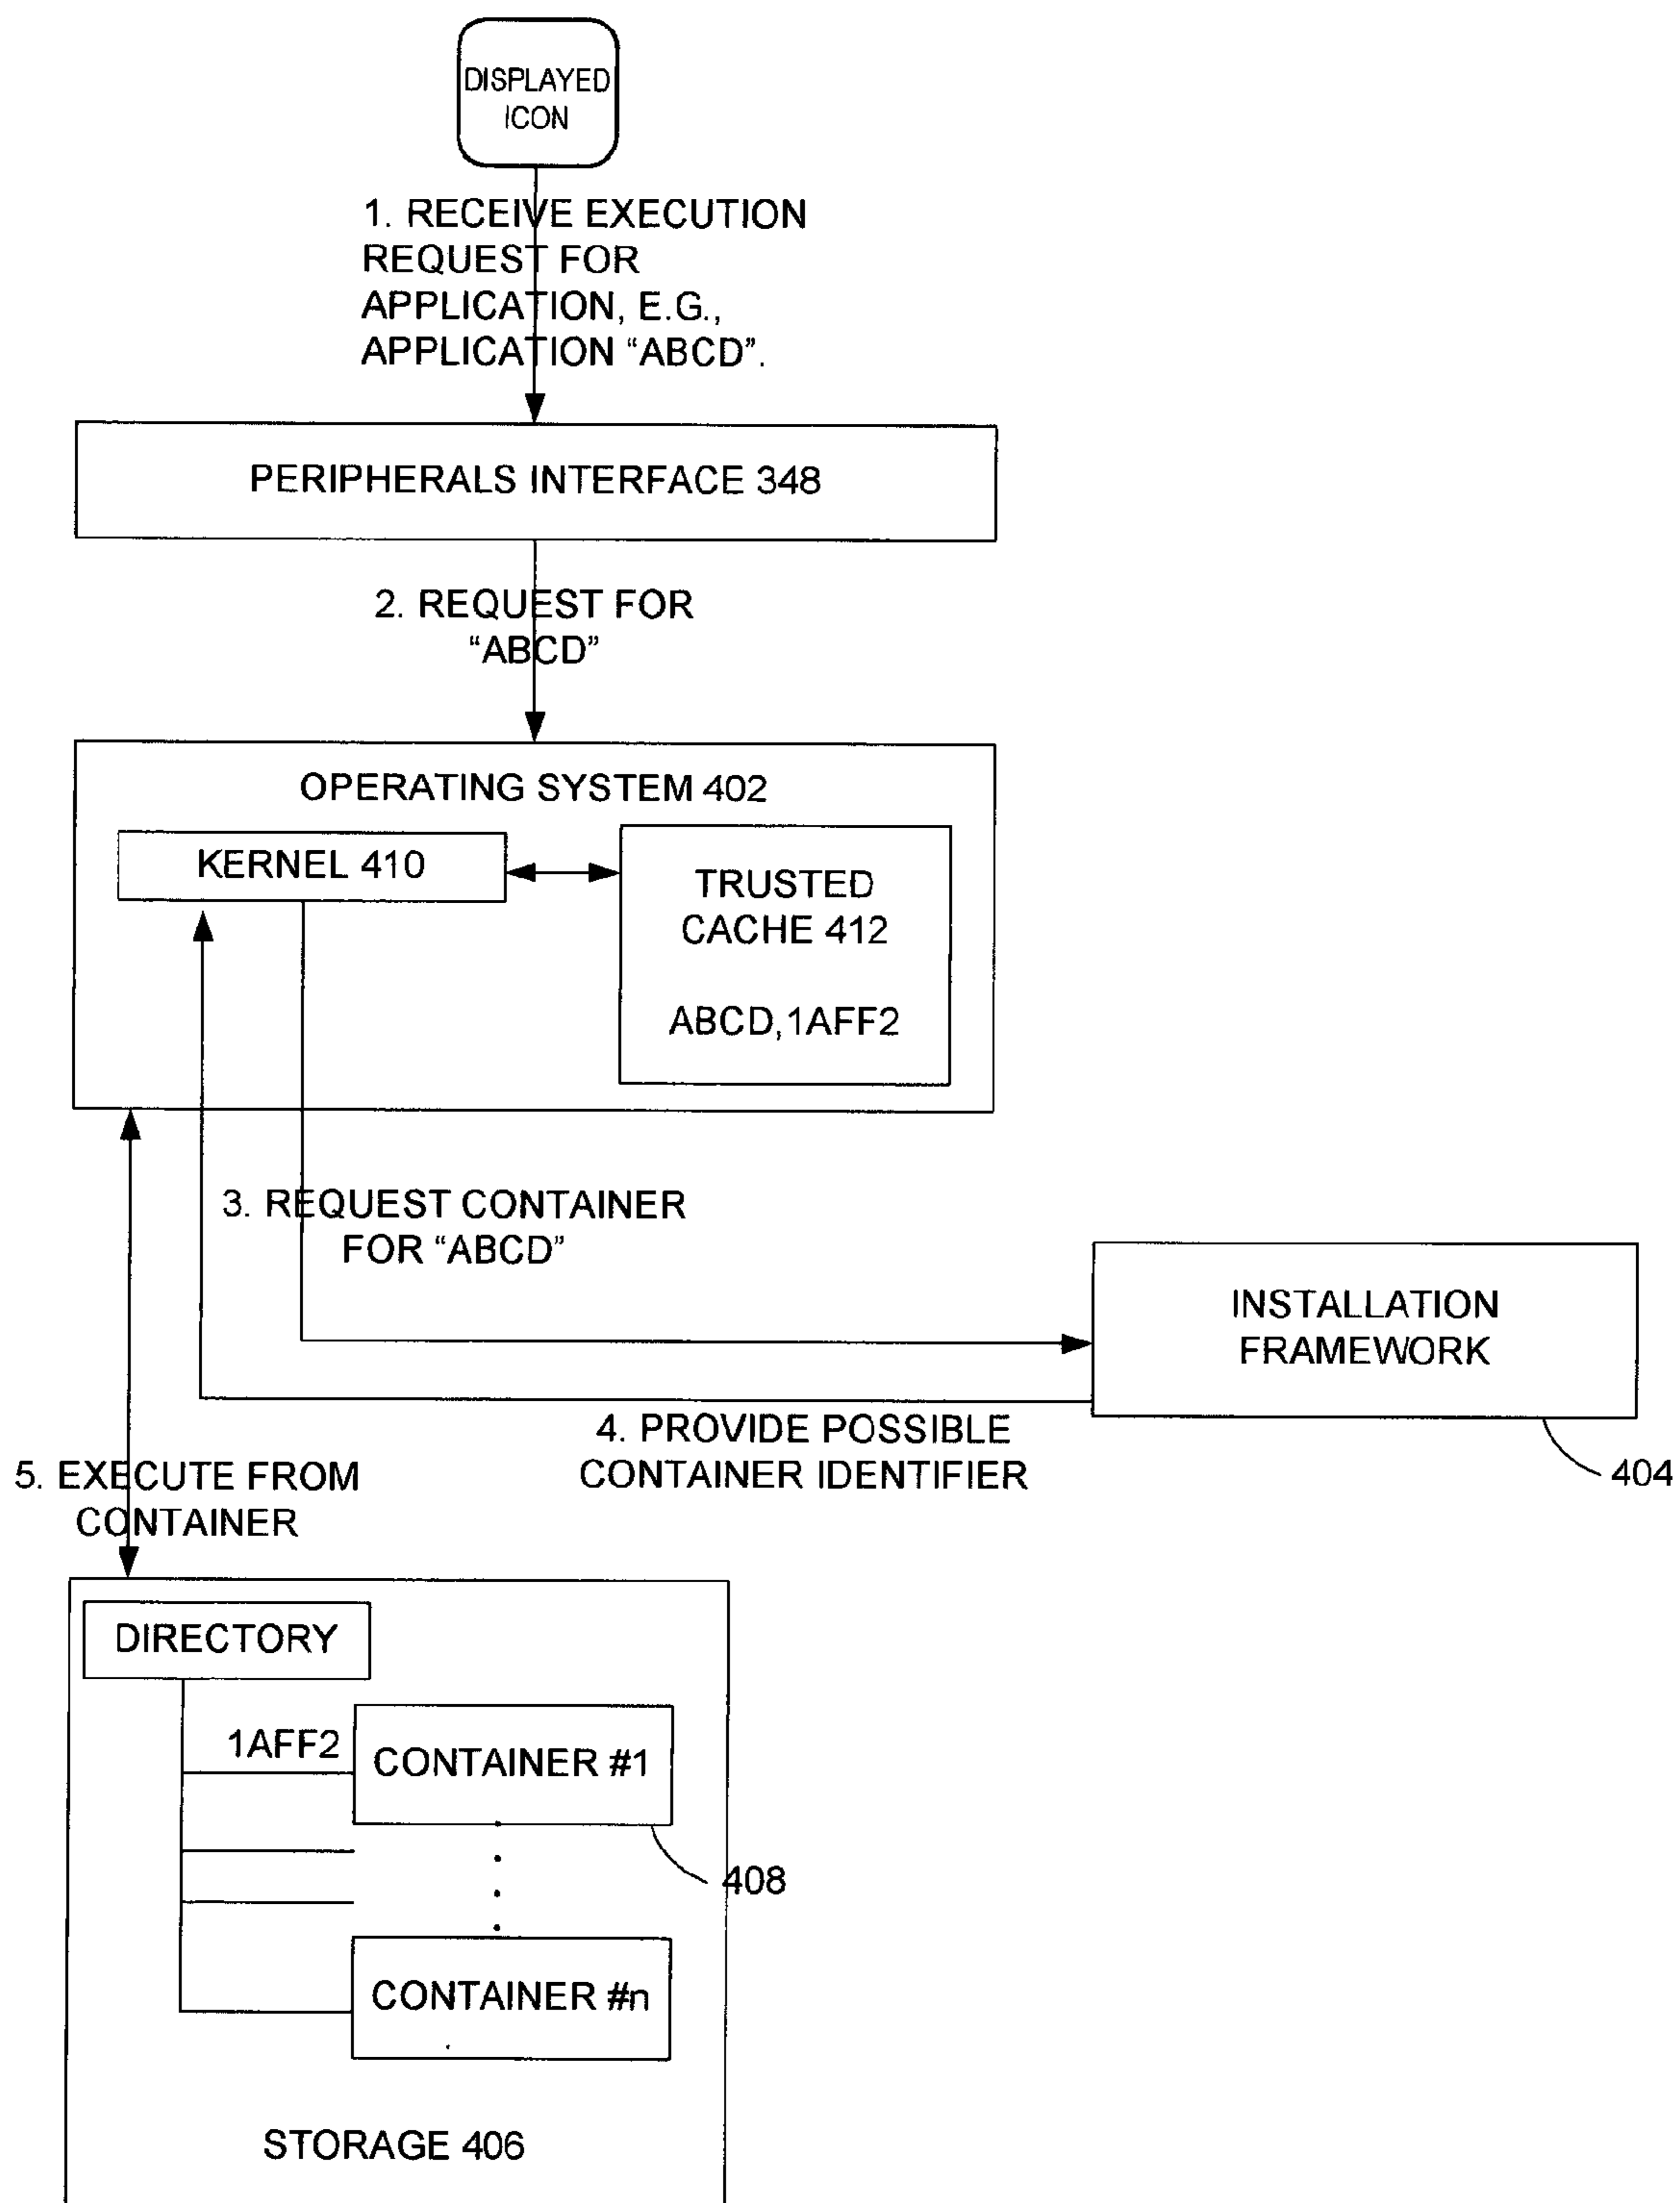 DISPLAYED
ICON
1. RECEIVE EXECUTION
REQUEST FOR
APPLICATION, E.G.,
APPLICATION “ABCD”.
PERIPHERALS INTERFACE 348
2. REQUEST FOR
“ABCD”
OPERATING SYSTEM 402
KERNEL 410
TRUSTED
CACHE 412
ABCD,1AFF2
3. REQUEST CONTAINER
FOR “ABCD”
INSTALLATION
FRAMEWORK
404
4. PROVIDE POSSIBLE
CONTAINER IDENTIFIER
5. EXECUTE FROM
CONTAINER
DIRECTORY
1AFF2
CONTAINER #1
408
CONTAINER #n
STORAGE 406